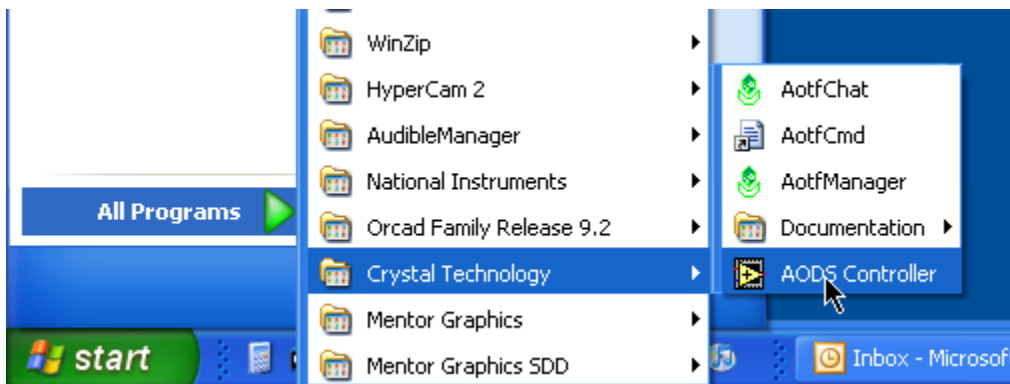 WinZip
HyperCam 2
AudibleManager
National Instruments
Orcad Family Release 9.2
Crystal Technology
Mentor Graphics
Mentor Graphics SDD
AotfChat
AotfCmd
AotfManager
Documentation
AODS Controller
All Programs
start
Inbox - Microsof